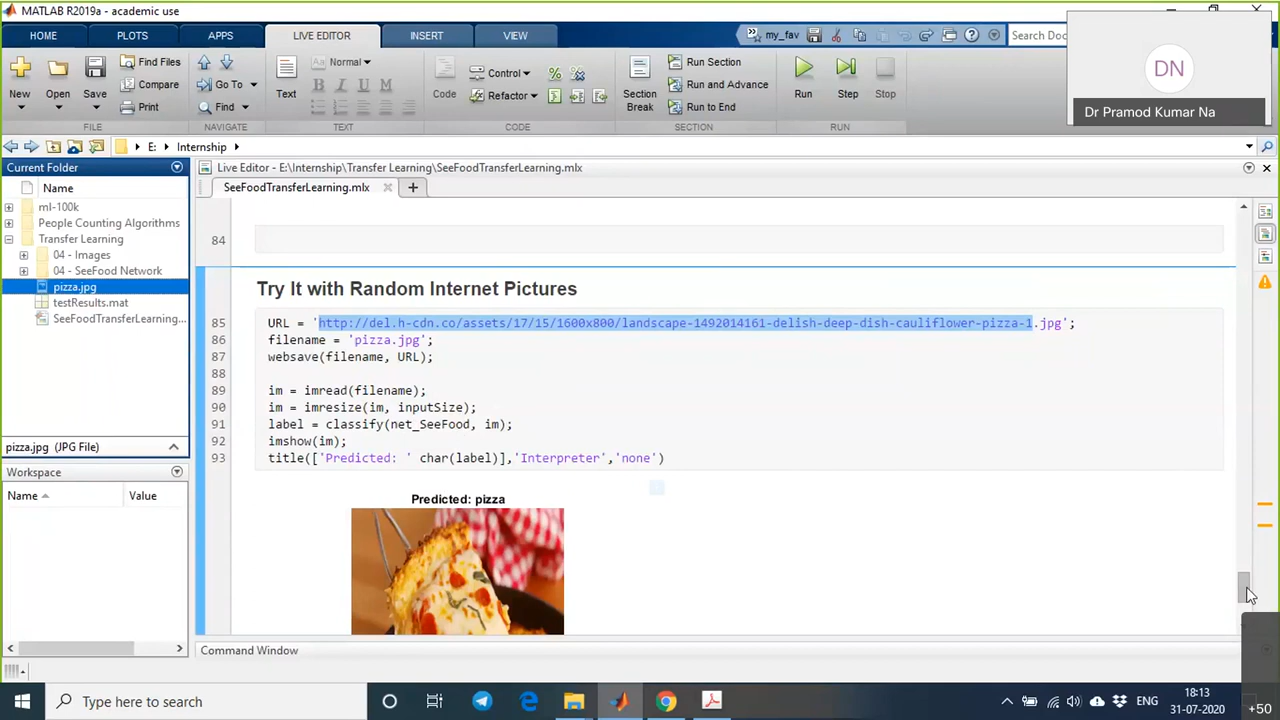 MATLAB R2019a - academic use
HOME PLOTS APPS LIVE EDITOR INSERT VIEW my_fav Search Doc
DN
Dr Pramod Kumar Na
New Open Save Find Files Compare Print
FILE
Go To Find
NAVIGATE
Text Normal B I U M
TEXT
Code Control Refactor
CODE
Section Break Run Section Run and Advance Run to End
SECTION
Run Step Stop
RUN
E: Internship
Current Folder
Name
ml-100k
People Counting Algorithms
Transfer Learning
04 - Images
04 - SeeFood Network
pizza.jpg
testResults.mat
SeeFoodTransferLearning...
pizza.jpg (JPG File)
Workspace
Name Value
Live Editor - E:\Internship\Transfer Learning\SeeFoodTransferLearning.mlx
SeeFoodTransferLearning.mlx
84
Try It with Random Internet Pictures
85 URL = 'http://del.h-cdn.co/assets/17/15/1600x800/landscape-1492014161-delish-deep-dish-cauliflower-pizza-1.jpg';
86 filename = 'pizza.jpg';
87 websave(filename, URL);
88
89 im = imread(filename);
90 im = imresize(im, inputSize);
91 label = classify(net_SeeFood, im);
92 imshow(im);
93 title(['Predicted: ' char(label)],'Interpreter','none')
Predicted: pizza
Command Window
Type here to search
ENG
18:13
31-07-2020
+50